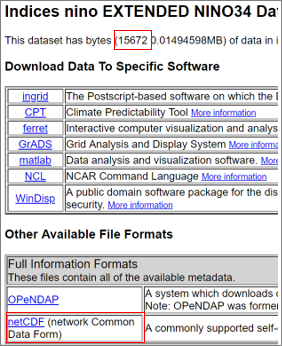 Indices nino EXTENDED NINO34 Dat
This dataset has bytes (15672 0.01494598MB) of data in i
Download Data To Specific Software
ingrid The Postscript-based software on which the D
CPT Climate Predictability Tool More information
ferret Interactive computer visualization and analys
GrADS Grid Analysis and Display System More informa
matlab Data analysis and visualization software. More
NCL NCAR Command Language More information
WinDisp A public domain software package for the dis
security. More information
Other Available File Formats
Full Information Formats
These files contain all of the available metadata.
OPeNDAP A system which downloads o
Note: OPeNDAP was former
netCDF (network Common A commonly supported self-
Data Form)